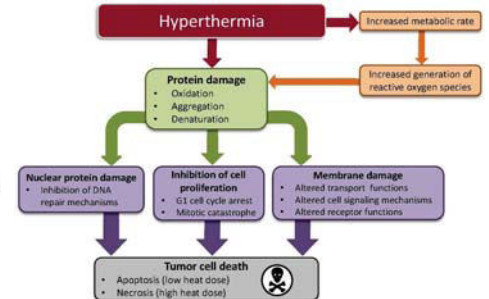 Hyperthermia
Increased metabolic rate
Increased generation of
reactive oxygen species
Protein damage
• Oxidation
• Aggregation
• Denaturation
Nuclear protein damage
• Inhibition of DNA
repair mechanisms
Inhibition of cell
proliferation
• G1 cell cycle arrest
• Mitotic catastrophe
Membrane damage
• Altered transport functions
• Altered cell signaling mechanisms
• Altered receptor functions
Tumor cell death
• Apoptosis (low heat dose)
• Necrosis (high heat dose)